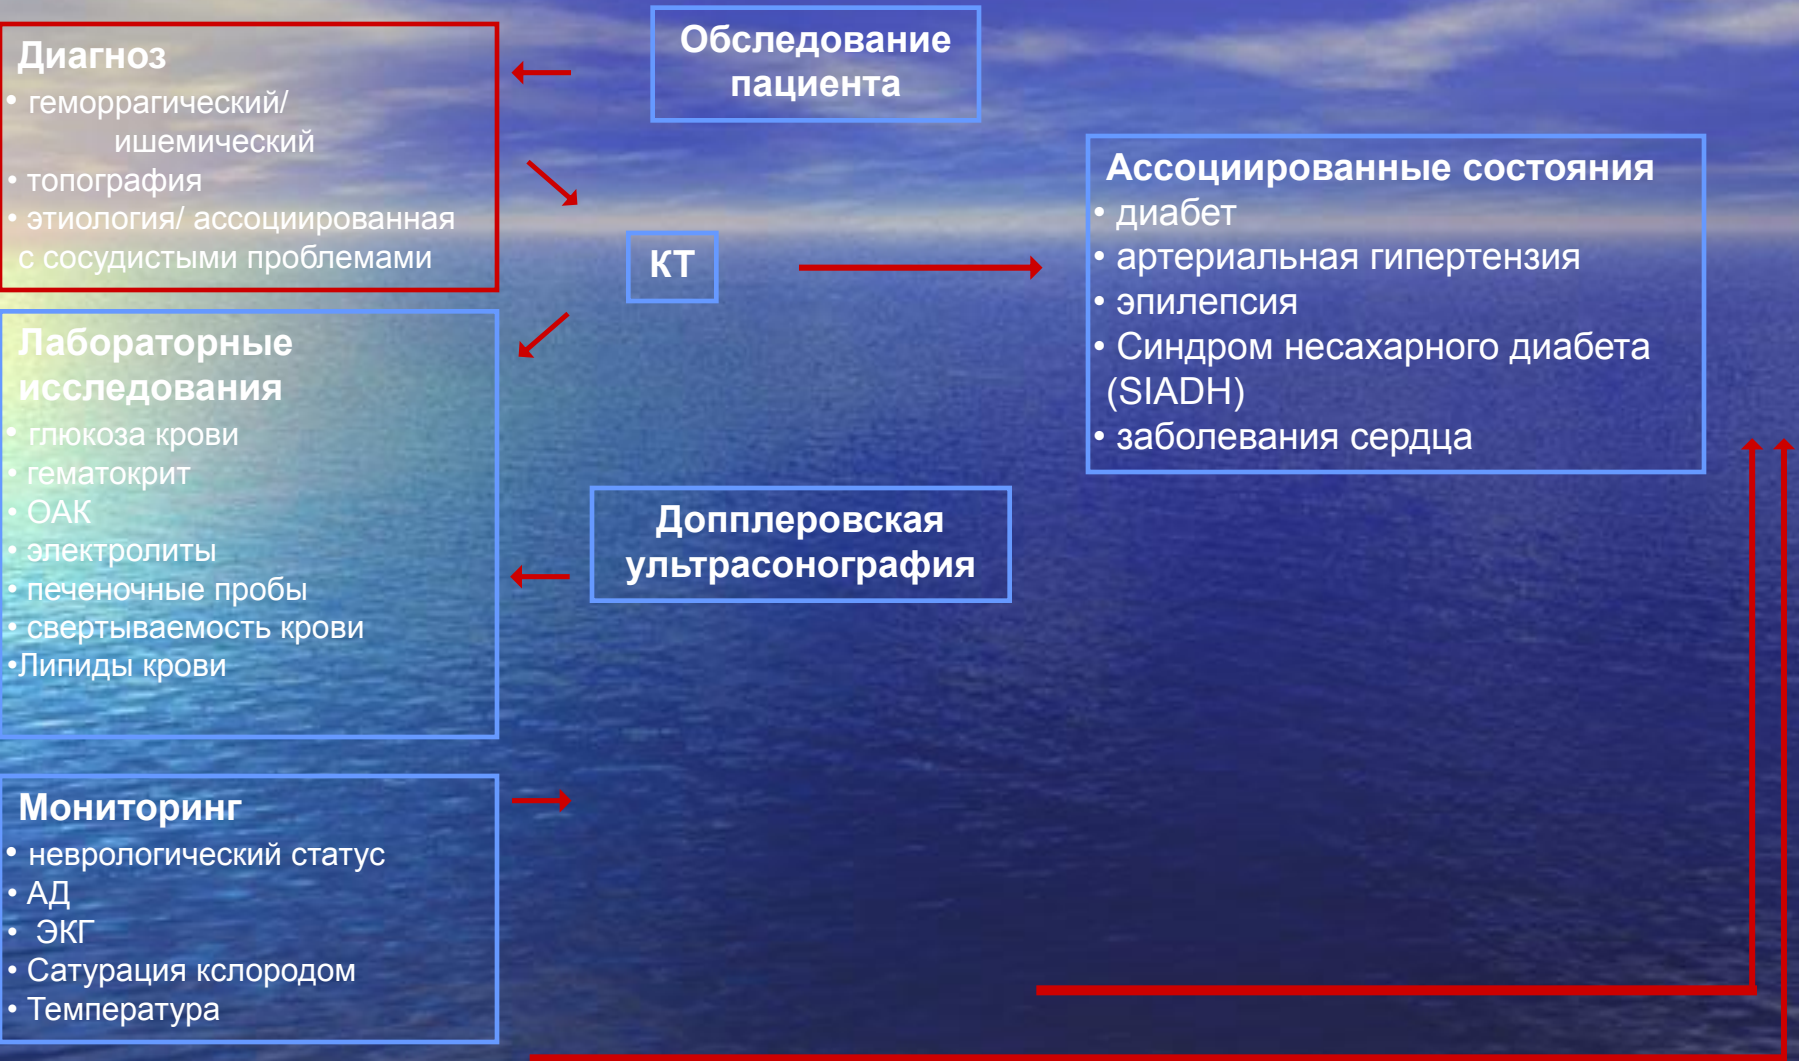 Диагноз
• геморрагический/
ишемический
• топография
• этиология/ ассоциированная
с сосудистыми проблемами
Обследование
пациента
КТ
Ассоциированные состояния
• диабет
• артериальная гипертензия
• эпилепсия
• Синдром несахарного диабета
(SIADH)
• заболевания сердца
Лабораторные
исследования
• глюкоза крови
• гематокрит
• ОАК
• электролиты
• печеночные пробы
• свертываемость крови
•Липиды крови
Допплеровская
ультрасонография
Мониторинг
• неврологический статус
• АД
• ЭКГ
• Сатурация кслородом
• Температура